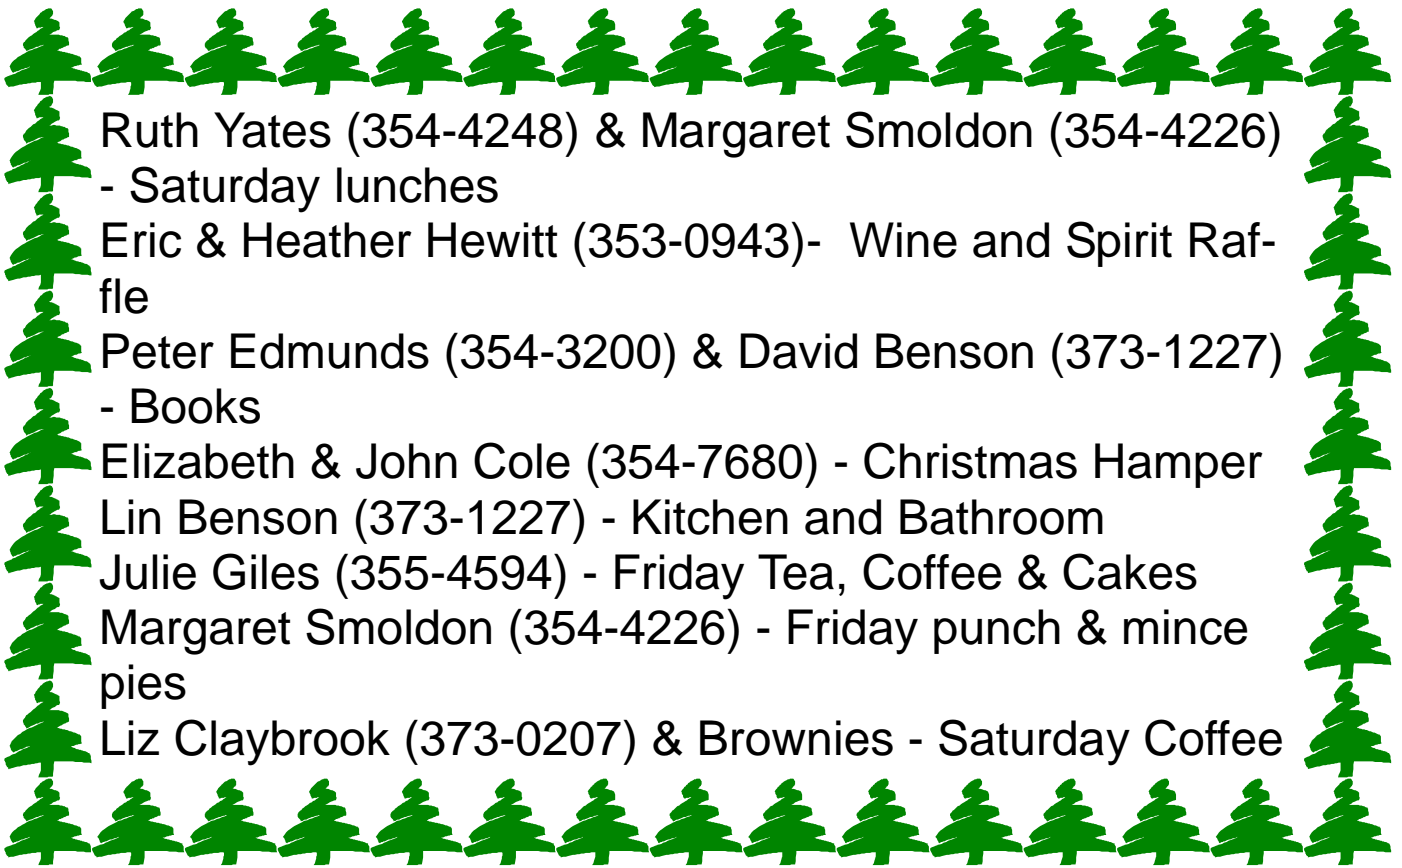 Ruth Yates (354-4248) & Margaret Smoldon (354-4226)
- Saturday lunches
Eric & Heather Hewitt (353-0943)-  Wine and Spirit Raf-
fle
Peter Edmunds (354-3200) & David Benson (373-1227)
- Books
Elizabeth & John Cole (354-7680) - Christmas Hamper
Lin Benson (373-1227) - Kitchen and Bathroom
Julie Giles (355-4594) - Friday Tea, Coffee & Cakes
Margaret Smoldon (354-4226) - Friday punch & mince
pies
Liz Claybrook (373-0207) & Brownies - Saturday Coffee